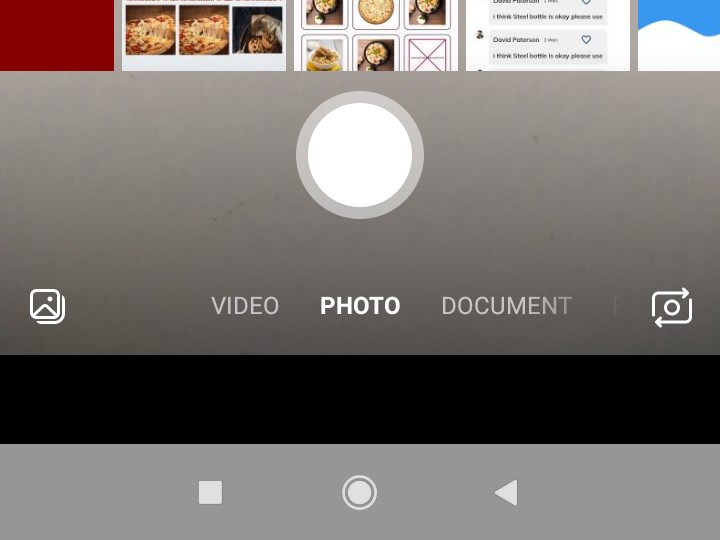 David Paterson 2 days
i think Steel bottle is okay please use
David Paterson 2 days
i think Steel bottle is okay please use
VIDEO PHOTO DOCUMENT